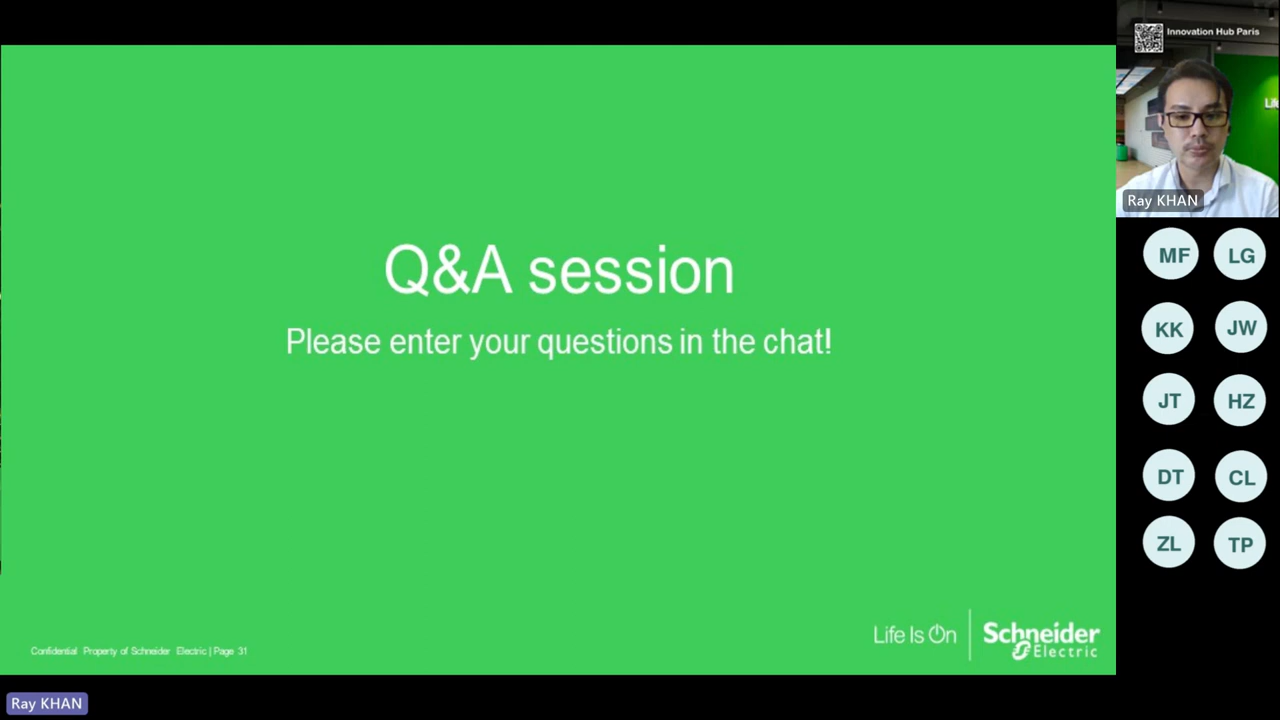 Innovation Hub Paris
Ray KHAN
Q&A session
Please enter your questions in the chat!
MF
LG
KK
JW
JT
HZ
DT
CL
ZL
TP
Life Is On
Schneider
Electric
Confidential Property of Schneider Electric | Page 31
Ray KHAN